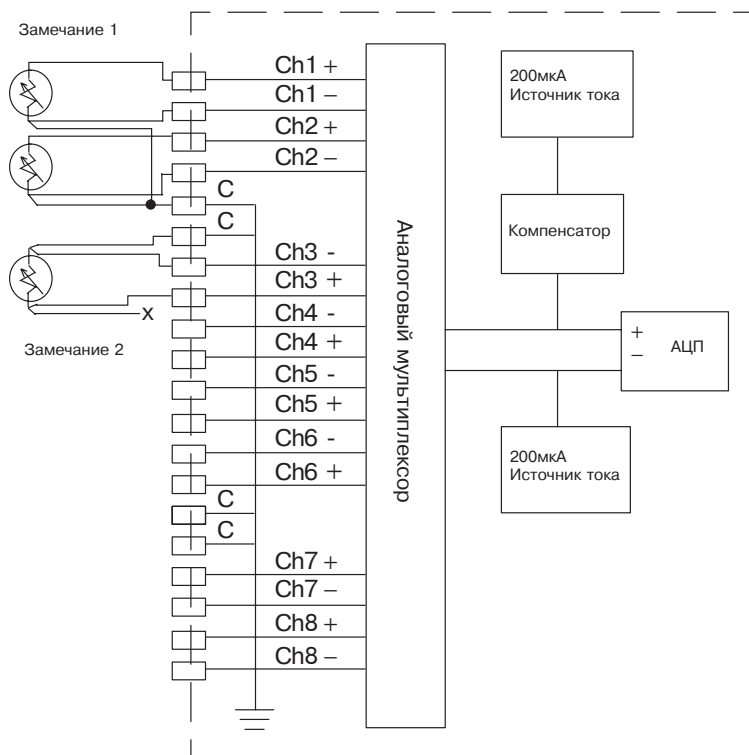 Замечание 1
Ch1 +
Ch1 −
Ch2 +
Ch2 −
C
C
Ch3 -
Ch3 +
Ch4 -
Ch4 +
Ch5 -
Ch5 +
Ch6 -
Ch6 +
C
C
Ch7 +
Ch7 −
Ch8 +
Ch8 −
x
Замечание 2
Аналоговый мультиплексор
200мкА
Источник тока
Компенсатор
+
−
АЦП
200мкА
Источник тока